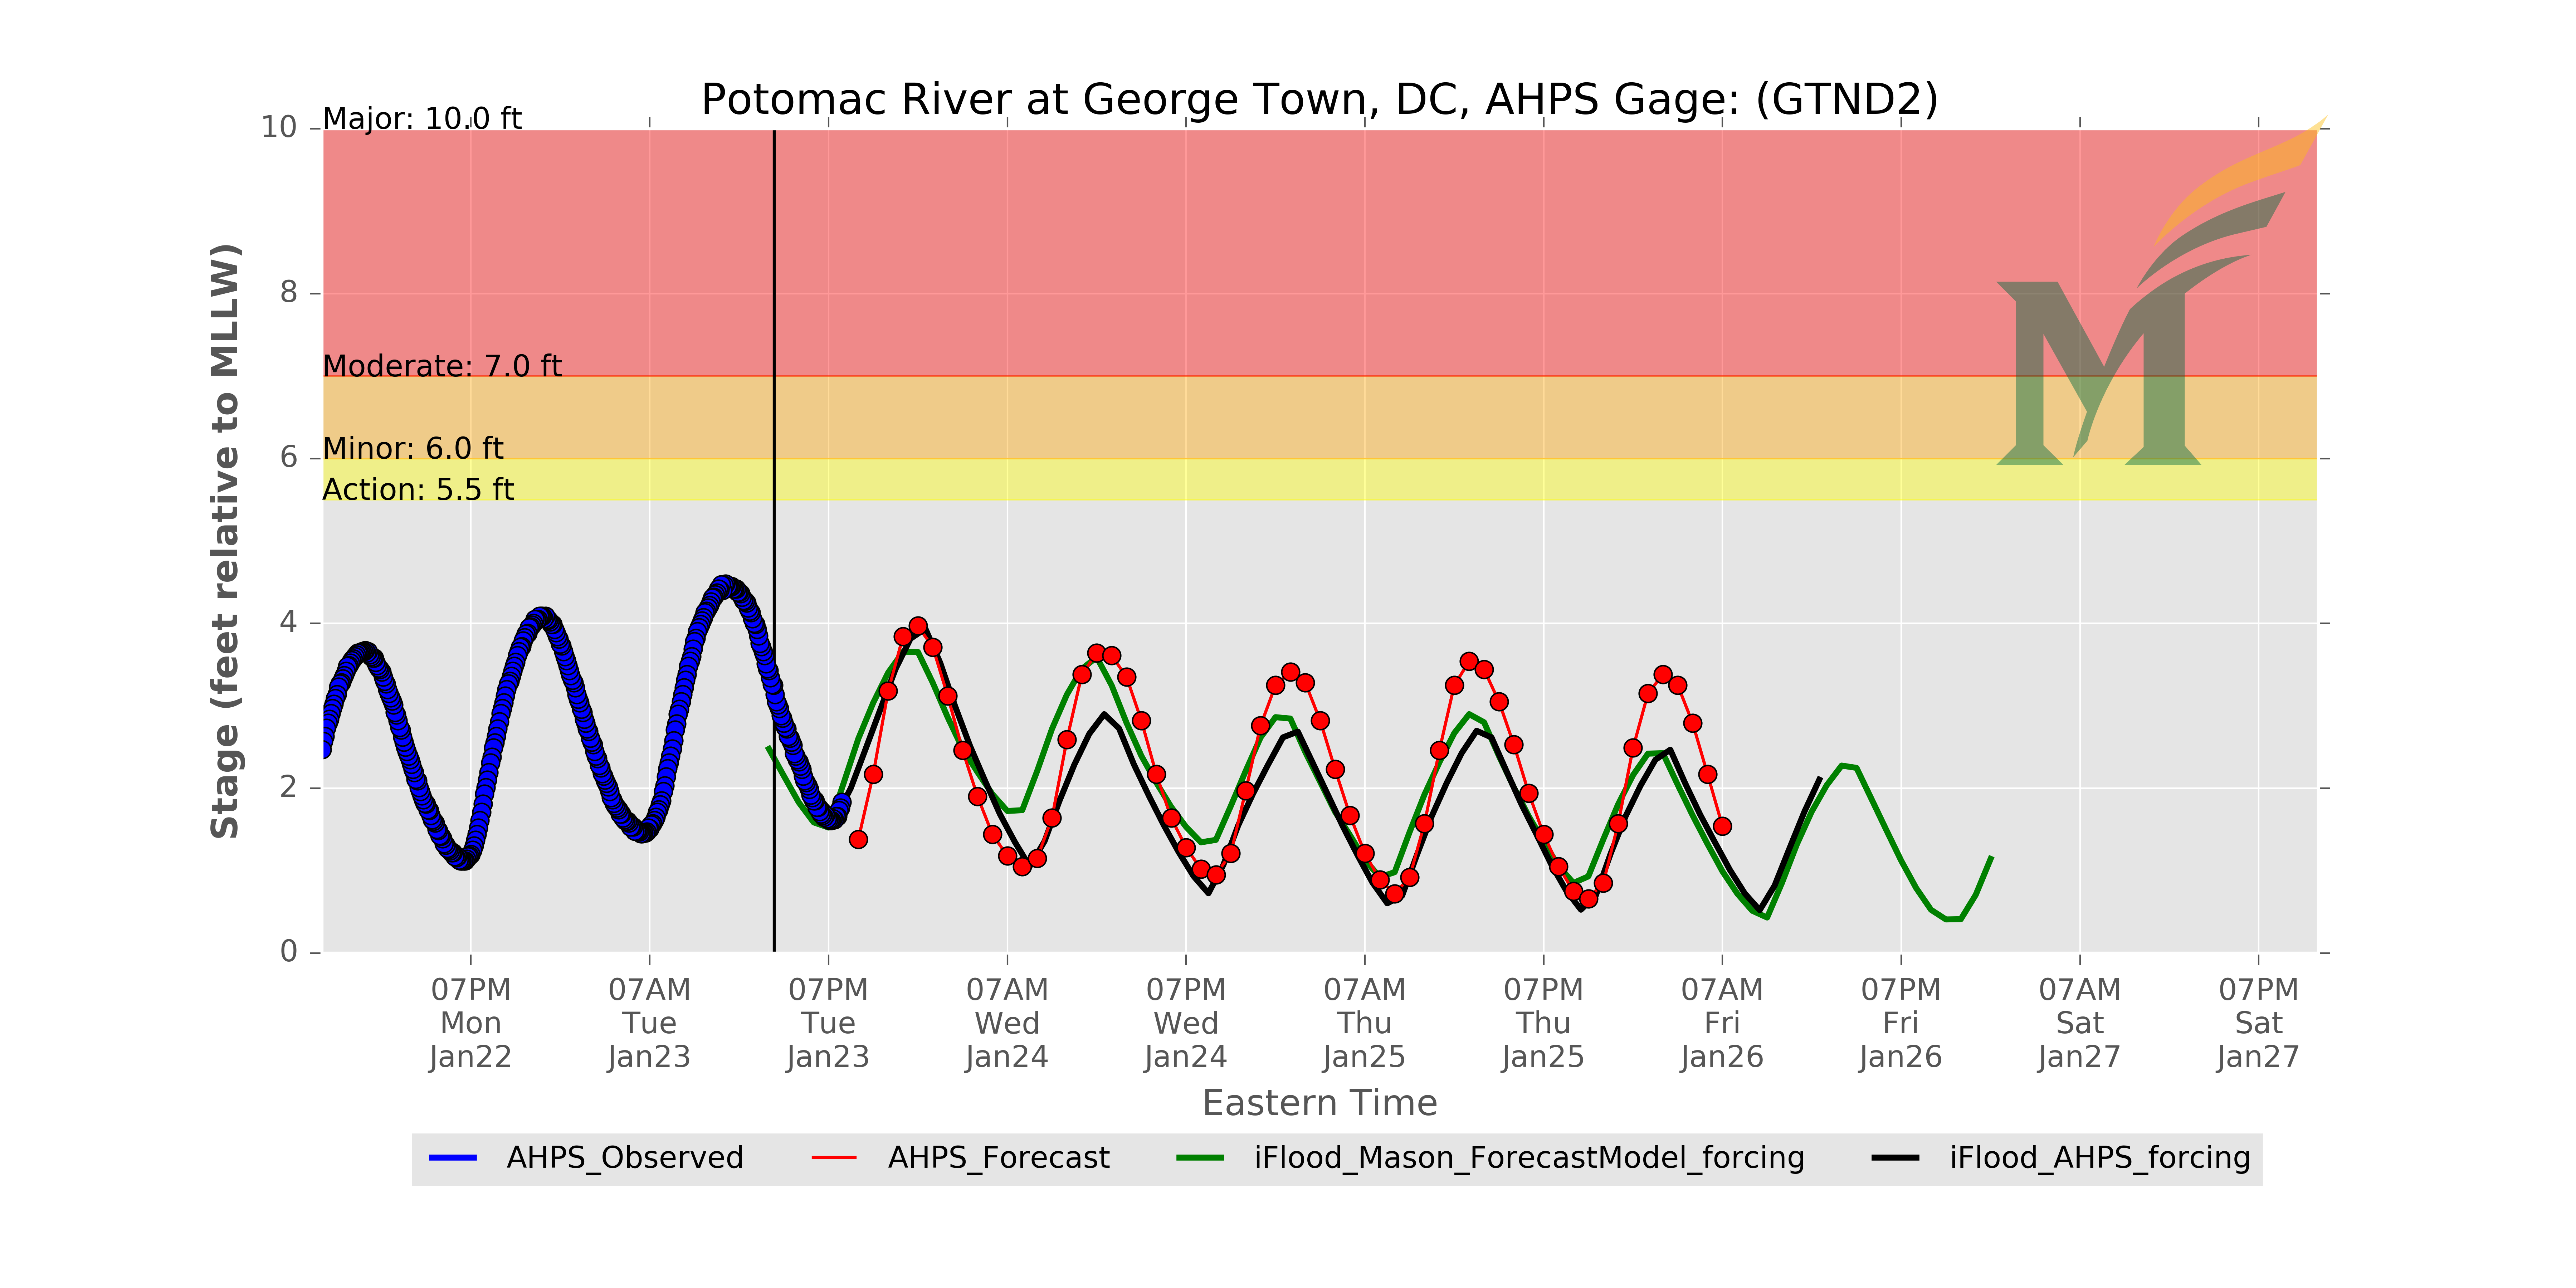 Potomac River at George Town, DC, AHPS Gage: (GTND2)
Stage (feet relative to MLLW)
10
8
6
4
2
0
Major: 10.0 ft
Moderate: 7.0 ft
Minor: 6.0 ft
Action: 5.5 ft
M
07PM 07AM 07PM 07AM 07PM 07AM 07PM 07AM 07PM 07AM 07PM
Mon Tue Tue Wed Wed Thu Thu Fri Fri Sat Sat
Jan22 Jan23 Jan23 Jan24 Jan24 Jan25 Jan25 Jan26 Jan26 Jan27 Jan27
Eastern Time
AHPS_Observed AHPS_Forecast iFlood_Mason_ForecastModel_forcing iFlood_AHPS_forcing